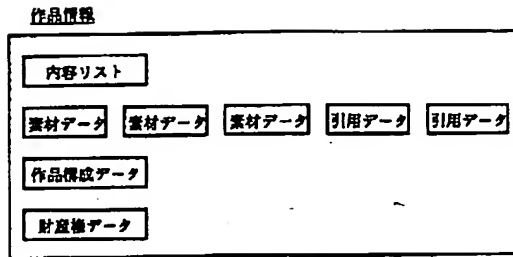 作品情報
内容リスト
素材データ 素材データ 素材データ 引用データ 引用データ
作品構成データ
財産権データ